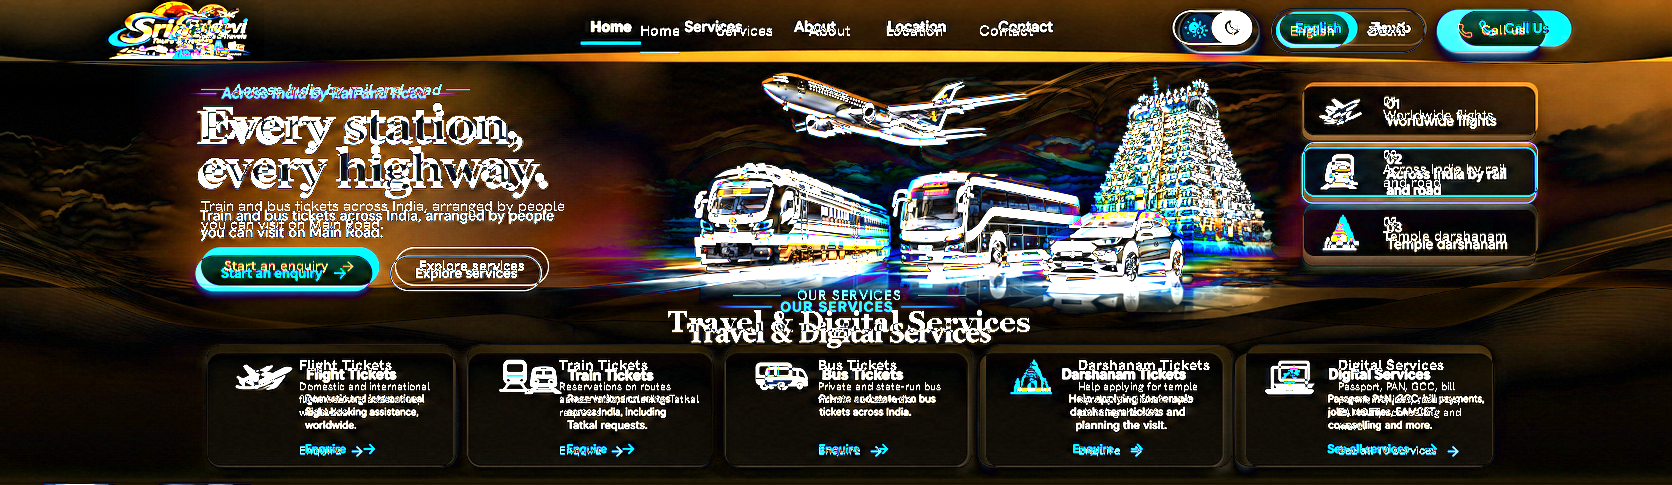 Home Services About Location Contact English తెలుగు Call Us
Across India by rail and road
Every station,
every highway.
Train and bus tickets across India, arranged by people
you can visit on Main Road.
Start an enquiry → Explore services
01
Worldwide flights
02
Across India by rail
and road
03
Temple darshanam
OUR SERVICES
Travel & Digital Services
Flight Tickets
Domestic and international
flight booking assistance,
worldwide.
Enquire →
Train Tickets
Reservations on routes
across India, including
Tatkal requests.
Enquire →
Bus Tickets
Private and state-run bus
tickets across India.
Enquire →
Darshanam Tickets
Help applying for temple
darshanam tickets and
planning the visit.
Enquire →
Digital Services
Passport, PAN, GCC, bill payments,
counselling and more.
See all services →